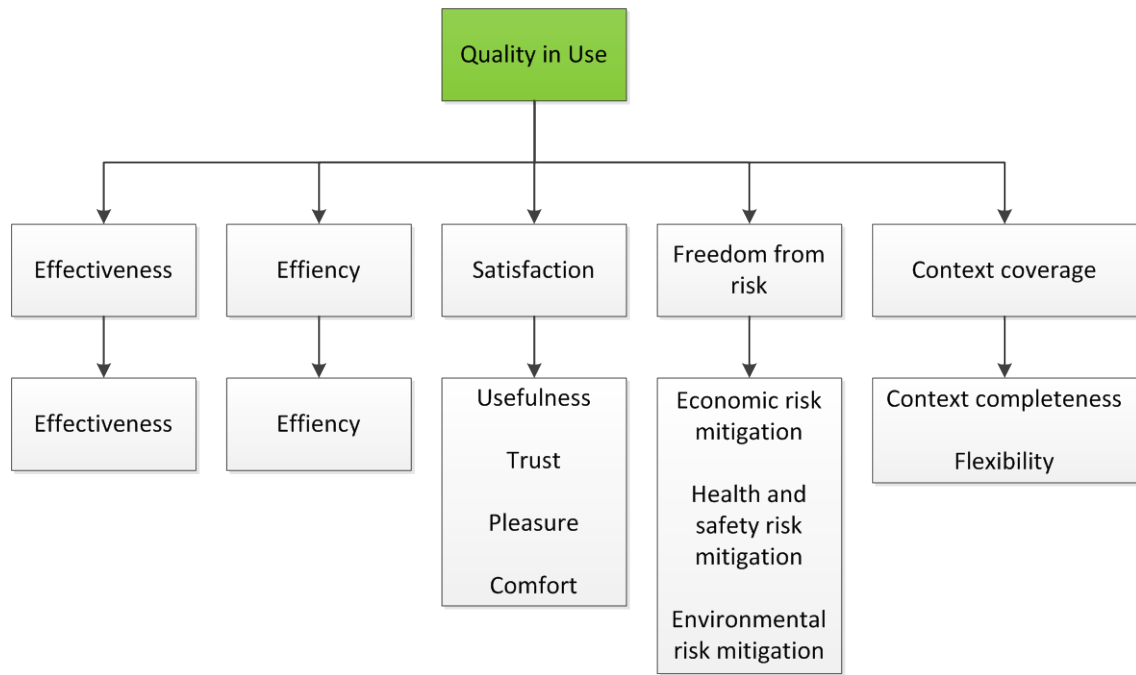 Quality in Use
Effectiveness
Effiency
Satisfaction
Freedom from
risk
Context coverage
Effectiveness
Effiency
Usefulness
Trust
Pleasure
Comfort
Economic risk
mitigation
Health and
safety risk
mitigation
Environmental
risk mitigation
Context completeness
Flexibility